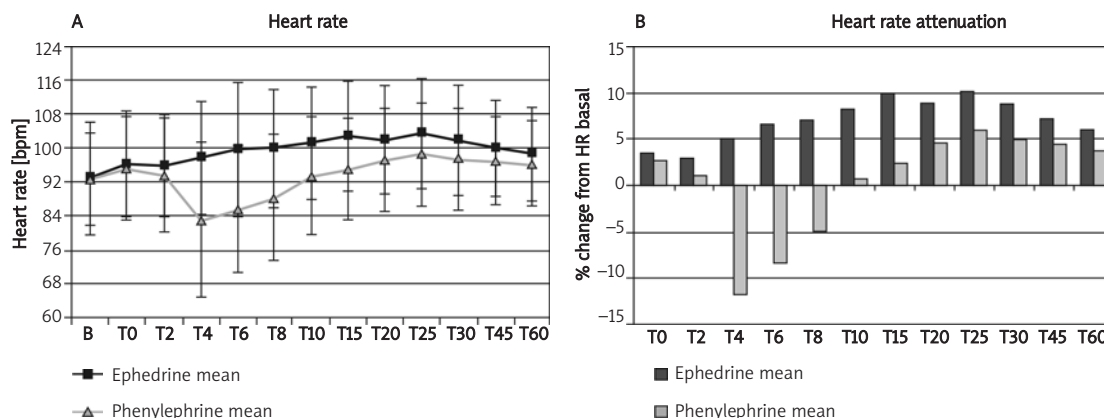 A Heart rate
Heart rate [bpm]
124
116
108
100
92
84
76
68
60
B T0 T2 T4 T6 T8 T10 T15 T20 T25 T30 T45 T60
Ephedrine mean
Phenylephrine mean
B Heart rate attenuation
% change from HR basal
15
10
5
0
−5
−10
−15
T0 T2 T4 T6 T8 T10 T15 T20 T25 T30 T45 T60
Ephedrine mean
Phenylephrine mean